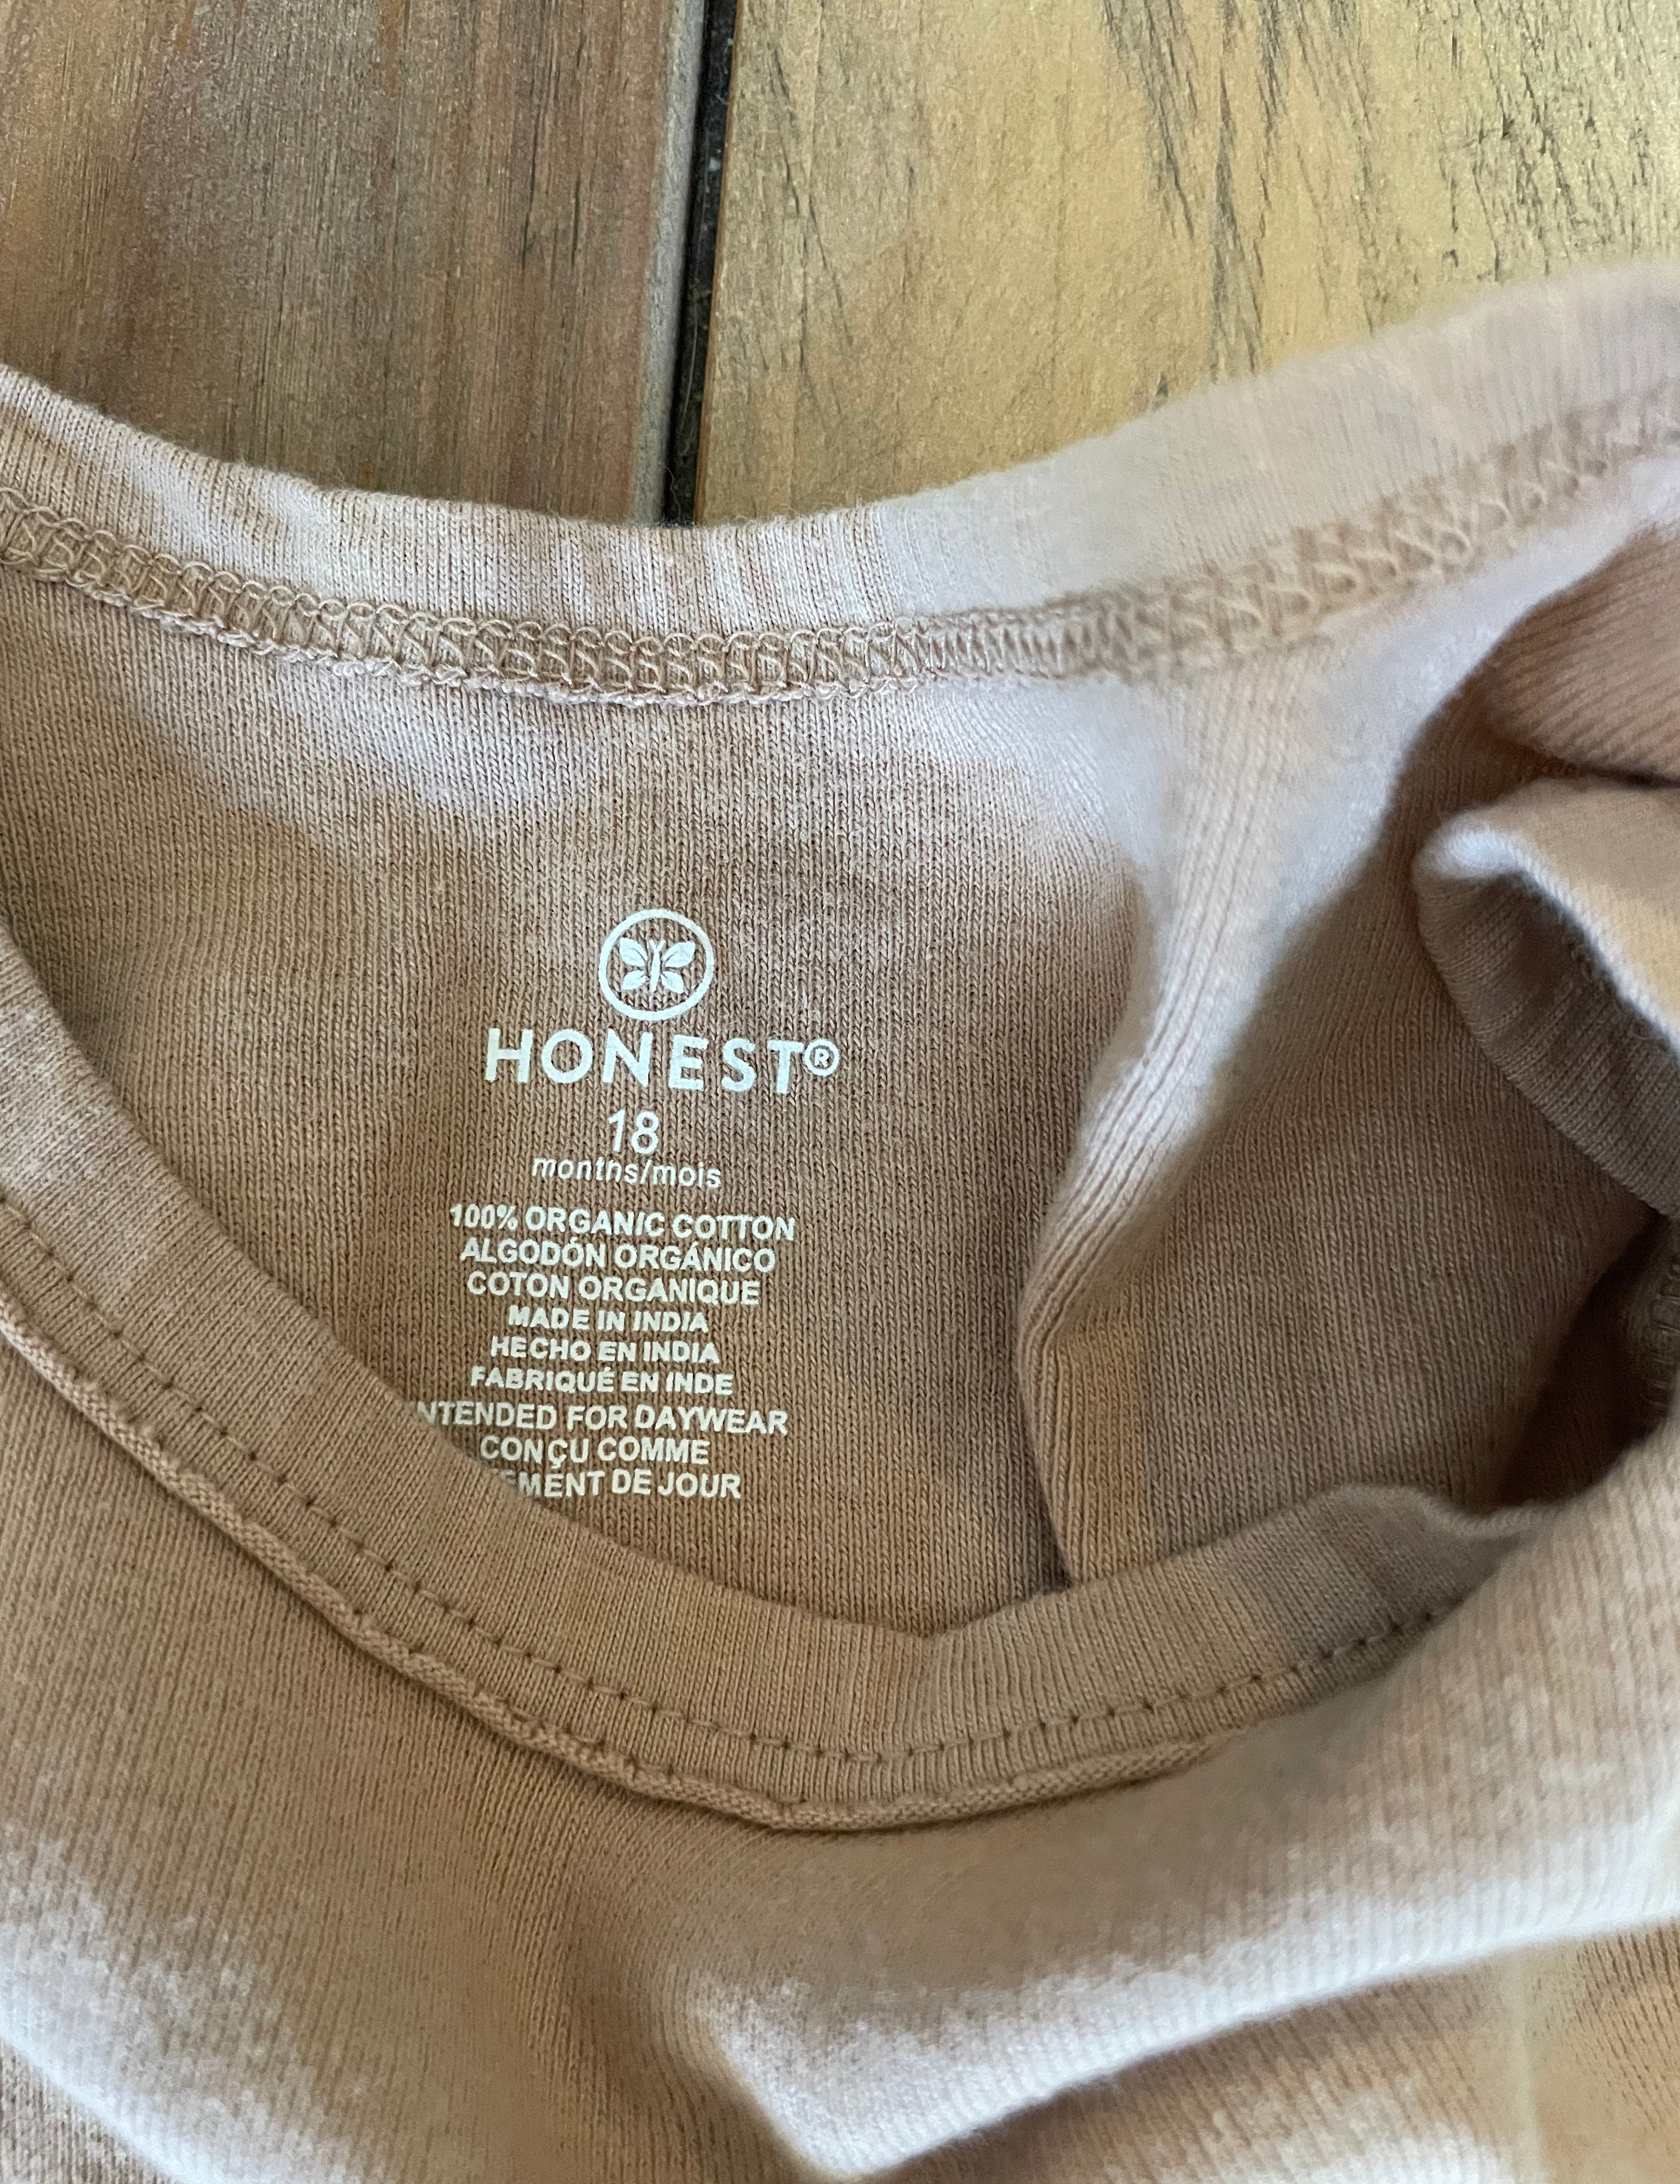 HONEST®
18
months/mois
100% ORGANIC COTTON
ALGODÓN ORGÁNICO
COTON ORGANIQUE
MADE IN INDIA
HECHO EN INDIA
FABRIQUÉ EN INDE
NTENDED FOR DAYWEAR
CONÇU COMME
DE JOUR